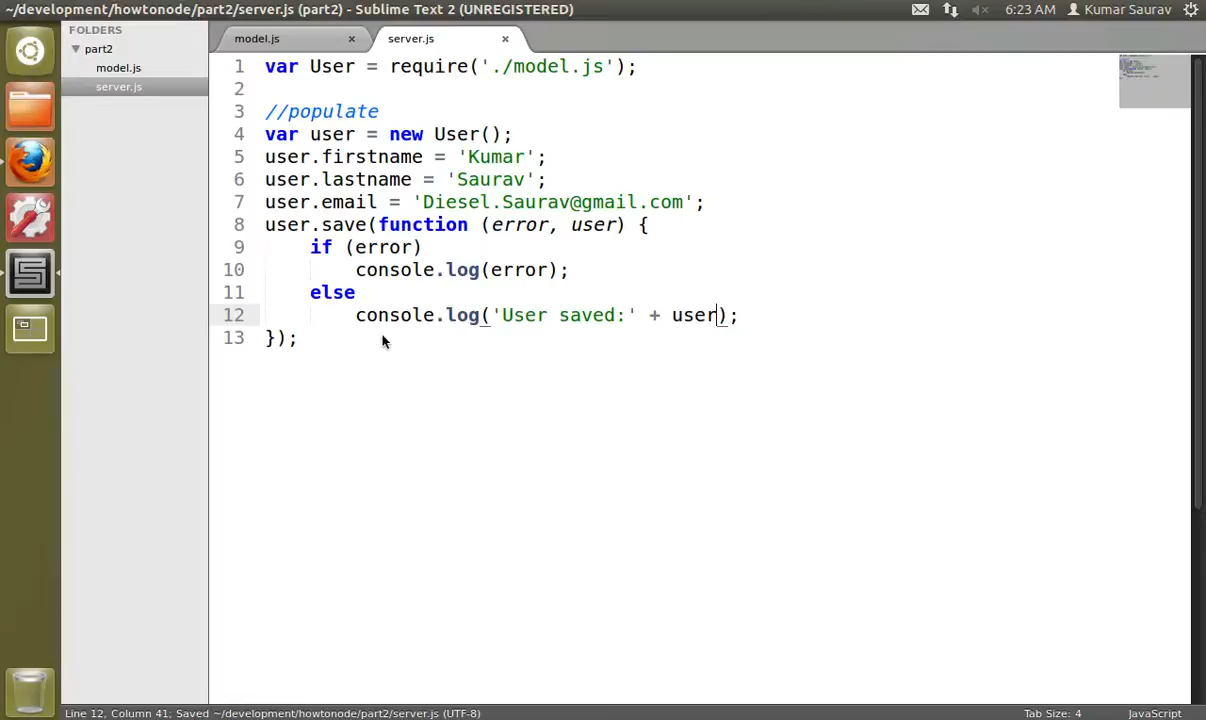 ~/development/howtonode/part2/server.js (part2) - Sublime Text 2 (UNREGISTERED)
6:23 AM
Kumar Saurav
FOLDERS
part2
model.js
server.js
model.js ×
server.js ×
1 var User = require('./model.js');
2
3 //populate
4 var user = new User();
5 user.firstname = 'Kumar';
6 user.lastname = 'Saurav';
7 user.email = 'Diesel.Saurav@gmail.com';
8 user.save(function (error, user) {
9 if (error)
10 console.log(error);
11 else
12 console.log('User saved:' + user);
13 });
Line 12, Column 41; Saved ~/development/howtonode/part2/server.js (UTF-8)
Tab Size: 4
JavaScript